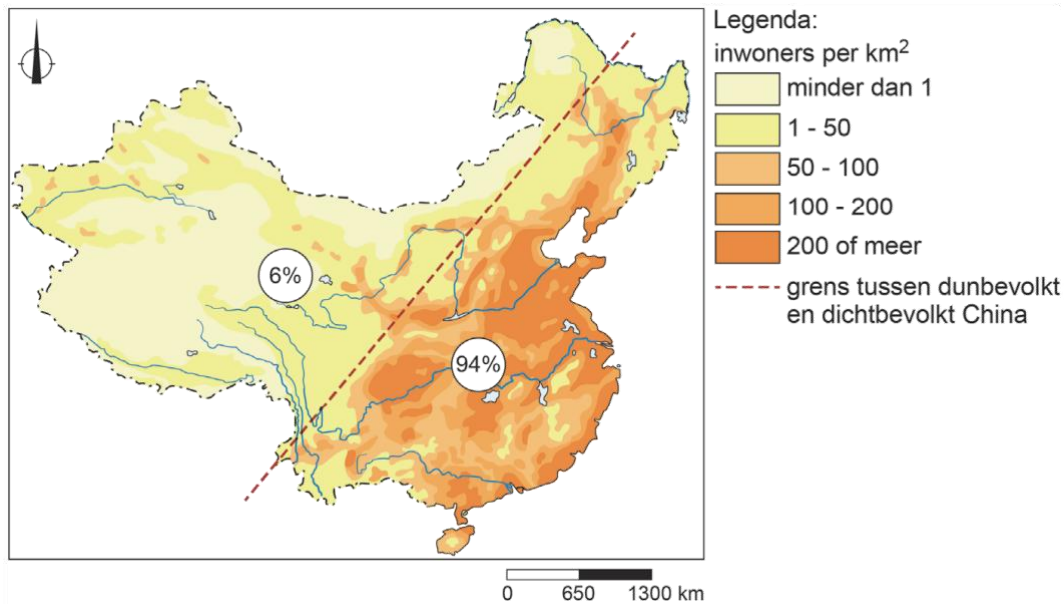 Legenda:
inwoners per km²
minder dan 1
1 - 50
50 - 100
100 - 200
200 of meer
grens tussen dunbevolkt
en dichtbevolkt China
6%
94%
0 650 1300 km